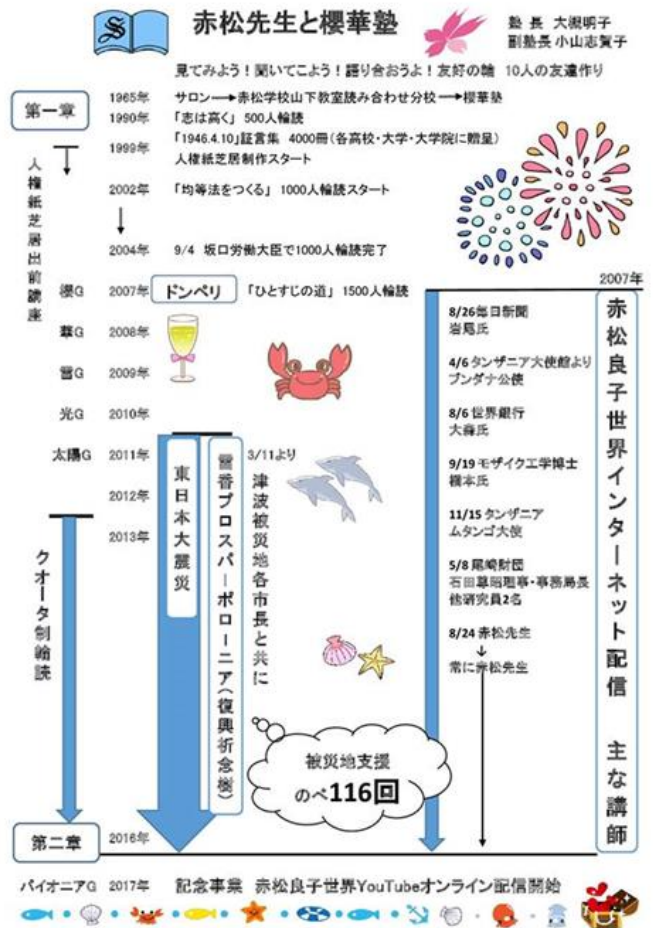 S
赤松先生と櫻華塾
塾 長
副塾長 小山志賀子
見てみよう!聞いてこよう!語り合おうよ!友好の輪 10人の友達作り
第一章
1965年 サロン→赤松学校山下教室読み合わせ分校→櫻華塾
1990年 「志は高く」 500人輪読
1999年 「1946.4.10」証言集 4000冊(各高校・大学・大学院に贈呈)
人権紙芝居制作スタート
2002年 「均等法をつくる」 1000人輪読スタート
2004年 9/4 坂口労働大臣で1000人輪読完了
人権紙芝居出前講座
櫻G 2007年 ドンペリ 「ひとすじの道」 1500人輪読
華G 2008年
2009年
光G 2010年
太陽G 2011年
2012年
2013年
東日本大震災
プロスパーポローニア(復興祈念樹)
3/11より
津波被災地各市長と共に
クオータ制輪読
被災地支援
のべ116回
2007年
8/26毎日新聞
岩尾氏
4/6 タンザニア大使館より
ブンダナ公使
8/6 世界銀行
大森氏
9/19 モザイク工学博士
橋本氏
11/15 タンザニア
ムタンゴ大使
5/8 尾崎財団
石田尊昭理事・事務局長
他研究員2名
8/24 赤松先生
↓
常に赤松先生
赤松良子世界インターネット配信 主な講師
第二章 2016年
パイオニアG 2017年 記念事業 赤松良子世界YouTubeオンライン配信開始